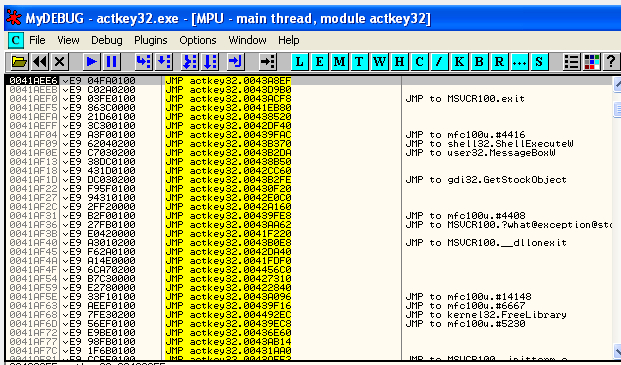 MyDEBUG - actkey32.exe - [MPU - main thread, module actkey32]
C File View Debug Plugins Options Window Help
L E M T W H C / K B R ... S ?
0041AEE6 E9 04FA0100 JMP actkey32.0043A8EF
0041AEEB E9 C02A0200 JMP actkey32.0043D9B0
0041AEF0 E9 03FE0100 JMP actkey32.0043ACF8 JMP to MSVCR100.exit
0041AEF5 E9 863C0000 JMP actkey32.0041EB80
0041AEFA E9 21D60100 JMP actkey32.00438520
0041AEFF E9 3C300100 JMP actkey32.0042DF40
0041AF04 E9 A3F00100 JMP actkey32.00439FAC JMP to mfc100u.#4416
0041AF09 E9 62040200 JMP actkey32.0043B370 JMP to shell32.ShellExecuteW
0041AF0E E9 C7030200 JMP actkey32.0043B2DA JMP to user32.MessageBoxW
0041AF13 E9 38DC0100 JMP actkey32.00438B50
0041AF18 E9 431D0100 JMP actkey32.0042CC60
0041AF1D E9 DC030200 JMP actkey32.0043B2FE JMP to gdi32.GetStockObject
0041AF22 E9 F95F0100 JMP actkey32.00430F20
0041AF27 E9 94310100 JMP actkey32.0042E0C0
0041AF2C E9 2FF20000 JMP actkey32.0042A160
0041AF31 E9 B2F00100 JMP actkey32.00439FE8 JMP to mfc100u.#4408
0041AF36 E9 27FB0100 JMP actkey32.0043AA62 JMP to MSVCR100.?what@exception@std
0041AF3B E9 E0420000 JMP actkey32.0041F220
0041AF40 E9 A3010200 JMP actkey32.0043B0E8 JMP to MSVCR100.__dllonexit
0041AF45 E9 F62A0100 JMP actkey32.0042DA40
0041AF4A E9 A14E0000 JMP actkey32.0041FDF0
0041AF4F E9 6CA70200 JMP actkey32.004456C0
0041AF54 E9 B7C30000 JMP actkey32.00427310
0041AF59 E9 E2780000 JMP actkey32.00422840
0041AF5E E9 33F10100 JMP actkey32.0043A096 JMP to mfc100u.#14148
0041AF63 E9 AEEF0100 JMP actkey32.00439F16 JMP to mfc100u.#6667
0041AF68 E9 7FE30200 JMP actkey32.004492EC JMP to kernel32.FreeLibrary
0041AF6D E9 56EF0100 JMP actkey32.00439EC8 JMP to mfc100u.#5230
0041AF72 E9 E9BE0100 JMP actkey32.00436E60
0041AF77 E9 98FB0100 JMP actkey32.0043AB14
0041AF7C E9 1F6B0100 JMP actkey32.00431AA0